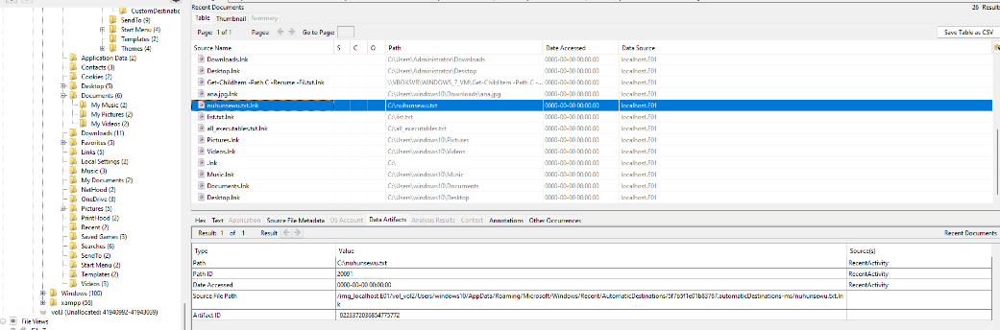 Recent Documents
26 Results
Table Thumbnail Summary
Page: 1 of 1 Pages: Go to Page:
Save Table as CSV
Source Name S C O Path Date Accessed Data Source
Downloads.lnk C:\Users\Administrator\Downloads 0000-00-00 00:00:00 localhost.E01
Desktop.lnk C:\Users\Administrator\Desktop 0000-00-00 00:00:00 localhost.E01
Get-ChildItem -Path C -Recurse -Fil.txt.lnk \\VBOXSVR\WINDOWS_7_VM\Get-ChildItem -Path C -... 0000-00-00 00:00:00 localhost.E01
ana.jpg.lnk C:\Users\windows10\Downloads\ana.jpg 0000-00-00 00:00:00 localhost.E01
nuhunsewu.txt.lnk C:\nuhunsewu.txt 0000-00-00 00:00:00 localhost.E01
list.txt.lnk C:\list.txt 0000-00-00 00:00:00 localhost.E01
all_executables.txt.lnk C:\all_executables.txt 0000-00-00 00:00:00 localhost.E01
Pictures.lnk C:\Users\windows10\Pictures 0000-00-00 00:00:00 localhost.E01
Videos.lnk C:\Users\windows10\Videos 0000-00-00 00:00:00 localhost.E01
.lnk C:\ 0000-00-00 00:00:00 localhost.E01
Music.lnk C:\Users\windows10\Music 0000-00-00 00:00:00 localhost.E01
Documents.lnk C:\Users\windows10\Documents 0000-00-00 00:00:00 localhost.E01
Desktop.lnk C:\Users\windows10\Desktop 0000-00-00 00:00:00 localhost.E01
CustomDestinatio
SendTo (9)
Start Menu (4)
Templates (2)
Themes (4)
Application Data (2)
Contacts (3)
Cookies (2)
Desktop (5)
Documents (6)
My Music (2)
My Pictures (2)
My Videos (2)
Downloads (11)
Favorites (5)
Links (5)
Local Settings (2)
Music (3)
My Documents (2)
NetHood (2)
OneDrive (3)
Pictures (5)
PrintHood (2)
Recent (2)
Saved Games (3)
Searches (6)
SendTo (2)
Start Menu (2)
Templates (2)
Videos (3)
Windows (100)
xampp (56)
vol3 (Unallocated: 41940992-41943039)
File Views
Hex Text Application Source File Metadata OS Account Data Artifacts Analysis Results Context Annotations Other Occurrences
Result: 1 of 1 Result
Recent Documents
Type Value Source(s)
Path C:\nuhunsewu.txt RecentActivity
Path ID 20091 RecentActivity
Date Accessed 0000-00-00 00:00:00 RecentActivity
Source File Path /img_localhost.E01/vol_vol2/Users/windows10/AppData/Roaming/Microsoft/Windows/Recent/AutomaticDestinations/5f7b5f1e01b83767.automaticDestinations-ms/nuhunsewu.txt.ln
k
Artifact ID -9223372036854775772